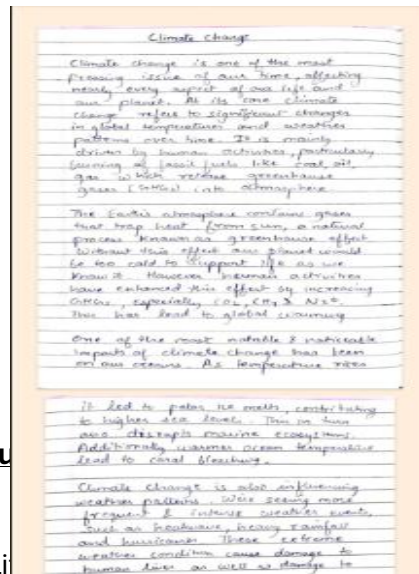 Climate change
Climate change is one of the most
pressing issue of our time, affecting
nearly every aspect of our life and
our planet. At its core climate
change refers to significant changes
in global temperatures and weather
patterns over time. It is mainly
driven by human activities, particularly
burning of fossil fuels like coal, oil,
gas which release greenhouse
gases (GHGs) into atmosphere
The Earth's atmosphere contains gases
that trap heat from sun, a natural
process known as greenhouse effect
Without this effect our planet would
be too cold to support life as we
know it. However human activities
have enhanced this effect by increasing
GHGs, especially CO2, CH4 &
This has lead to global warming
One of the most notable & noticeable
impacts of climate change has been
on our oceans. As temperature rises
it led to polar ice melts, contributing
to higher sea levels. This in turn
also disrupts marine ecosystems.
Additionally warmer ocean temperature
lead to coral bleaching.
Climate change is also influencing
weather patterns. We're seeing more
frequent & intense weather events,
such as heatwave, heavy rainfall
and hurricanes. These extreme
weather condition cause damage to
human lives as well as damage to